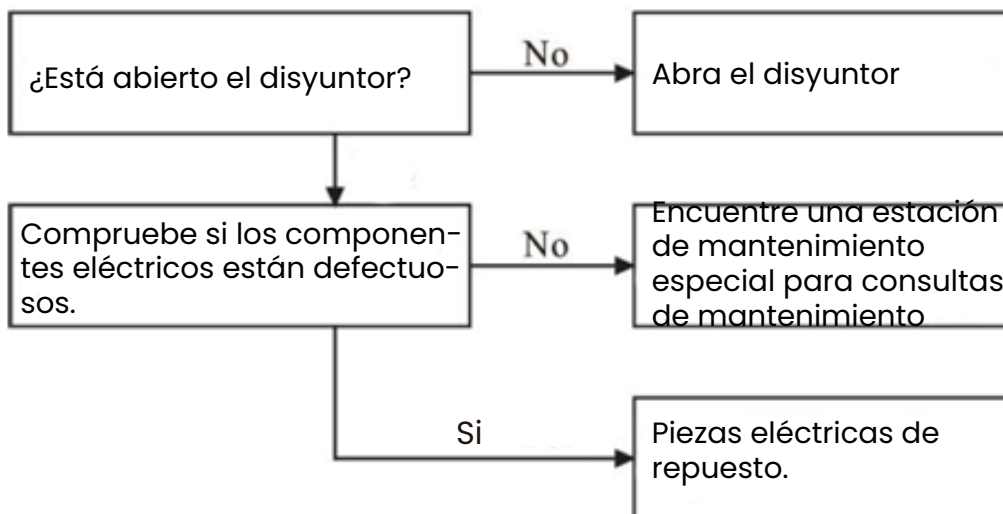 ¿Está abierto el disyuntor?
No
Abra el disyuntor
Compruebe si los componen-
tes eléctricos están defectuo-
sos.
No
Encuentre una estación
de mantenimiento
especial para consultas
de mantenimiento
Si
Piezas eléctricas de
repuesto.